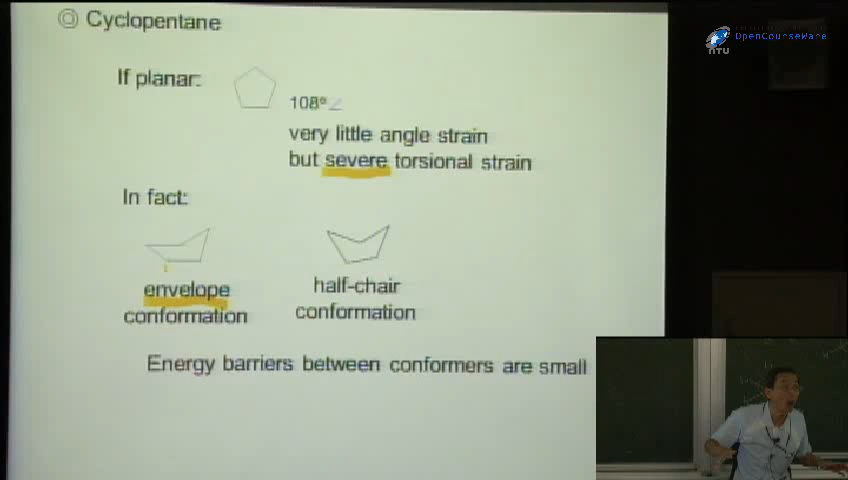 ◎ Cyclopentane
NTU OpenCourseWare
If planar:
108°∠
very little angle strain
but severe torsional strain
In fact:
envelope
conformation
half-chair
conformation
Energy barriers between conformers are small